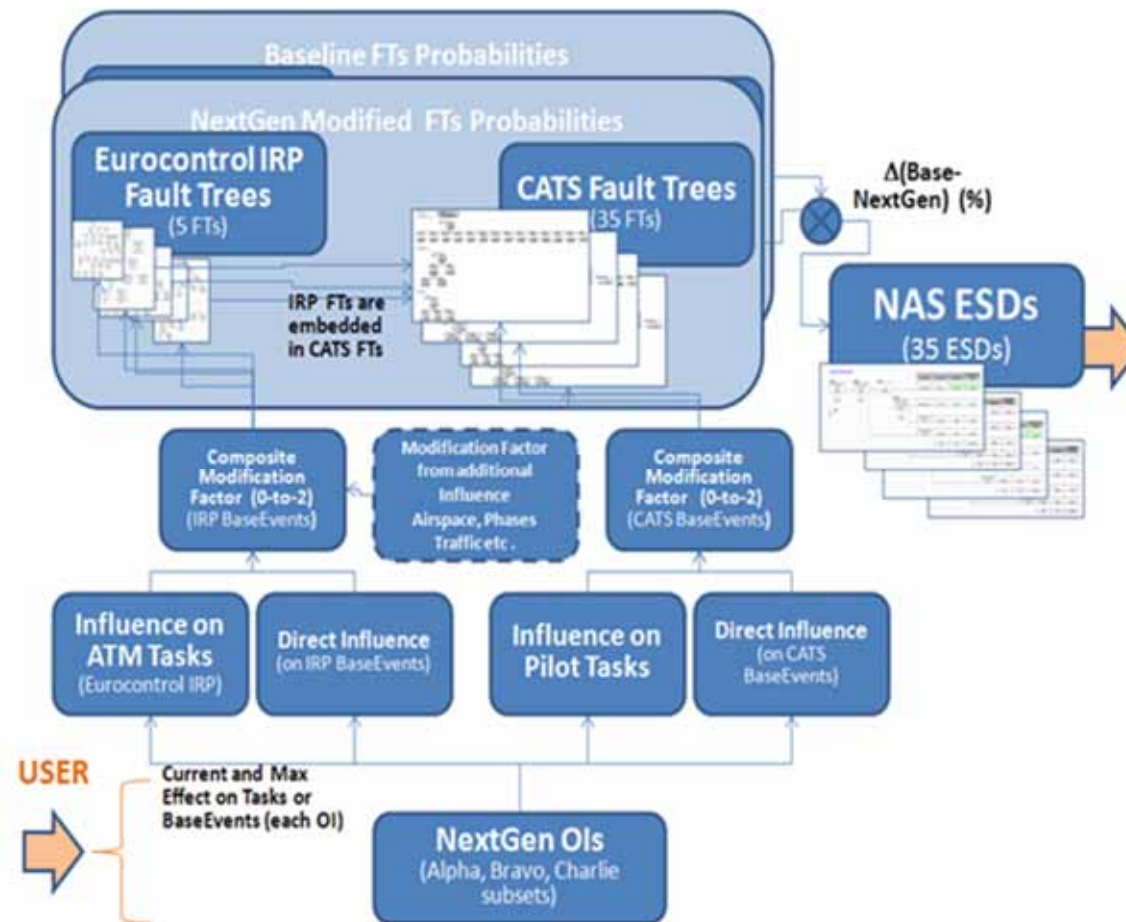 Baseline FTs Probabilities
NextGen Modified FTs Probabilities
Eurocontrol IRP
Fault Trees
(5 FTs)
CATS Fault Trees
(35 FTs)
Δ(Base-
NextGen) (%)
IRP FTs are
embedded
in CATS FTs
NAS ESDs
(35 ESDs)
Composite
Modification
Factor (0-to-2)
(IRP BaseEvents)
Modification Factor
from additional
Influence
Airspace, Phases
Traffic etc .
Composite
Modification
Factor (0-to-2)
(CATS BaseEvents)
Influence on
ATM Tasks
(Eurocontrol IRP)
Direct Influence
(on IRP BaseEvents)
Influence on
Pilot Tasks
Direct Influence
(on CATS
BaseEvents)
USER
Current and Max
Effect on Tasks or
BaseEvents (each OI)
NextGen OIs
(Alpha, Bravo, Charlie
subsets)